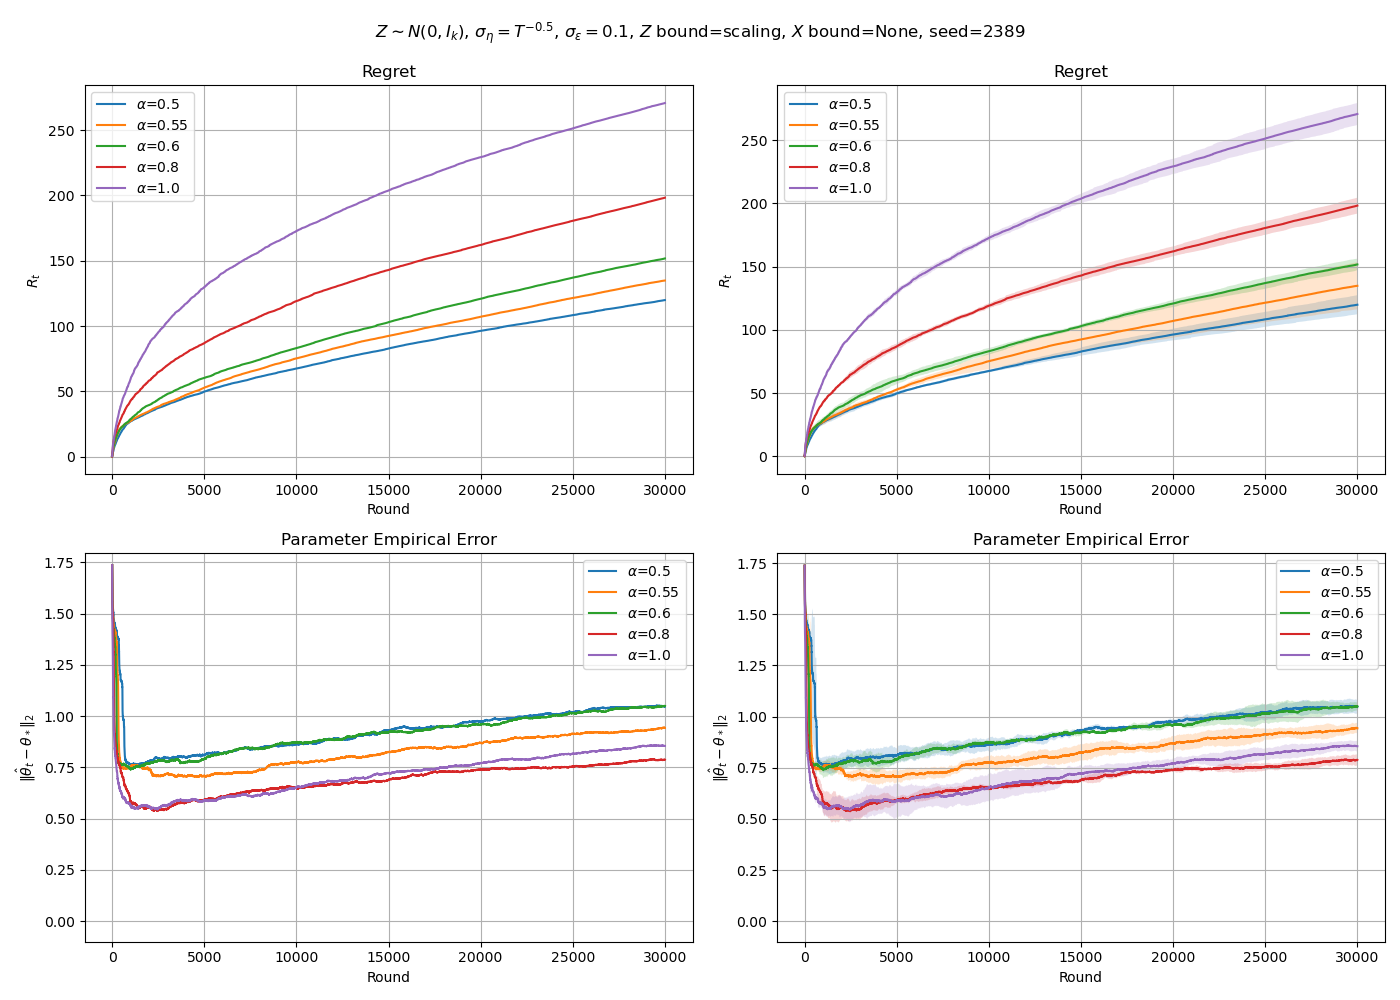 Z ~ N(0, I_k), σ_η = T^{-0.5}, σ_ε = 0.1, Z bound=scaling, X bound=None, seed=2389
Regret
R_t
250
200
150
100
50
0
α=0.5
α=0.55
α=0.6
α=0.8
α=1.0
0 5000 10000 15000 20000 25000 30000
Round
Regret
R_t
250
200
150
100
50
0
α=0.5
α=0.55
α=0.6
α=0.8
α=1.0
0 5000 10000 15000 20000 25000 30000
Round
Parameter Empirical Error
‖θ̂_t − θ_*‖_2
1.75
1.50
1.25
1.00
0.75
0.50
0.25
0.00
α=0.5
α=0.55
α=0.6
α=0.8
α=1.0
0 5000 10000 15000 20000 25000 30000
Round
Parameter Empirical Error
‖θ̂_t − θ_*‖_2
1.75
1.50
1.25
1.00
0.75
0.50
0.25
0.00
α=0.5
α=0.55
α=0.6
α=0.8
α=1.0
0 5000 10000 15000 20000 25000 30000
Round